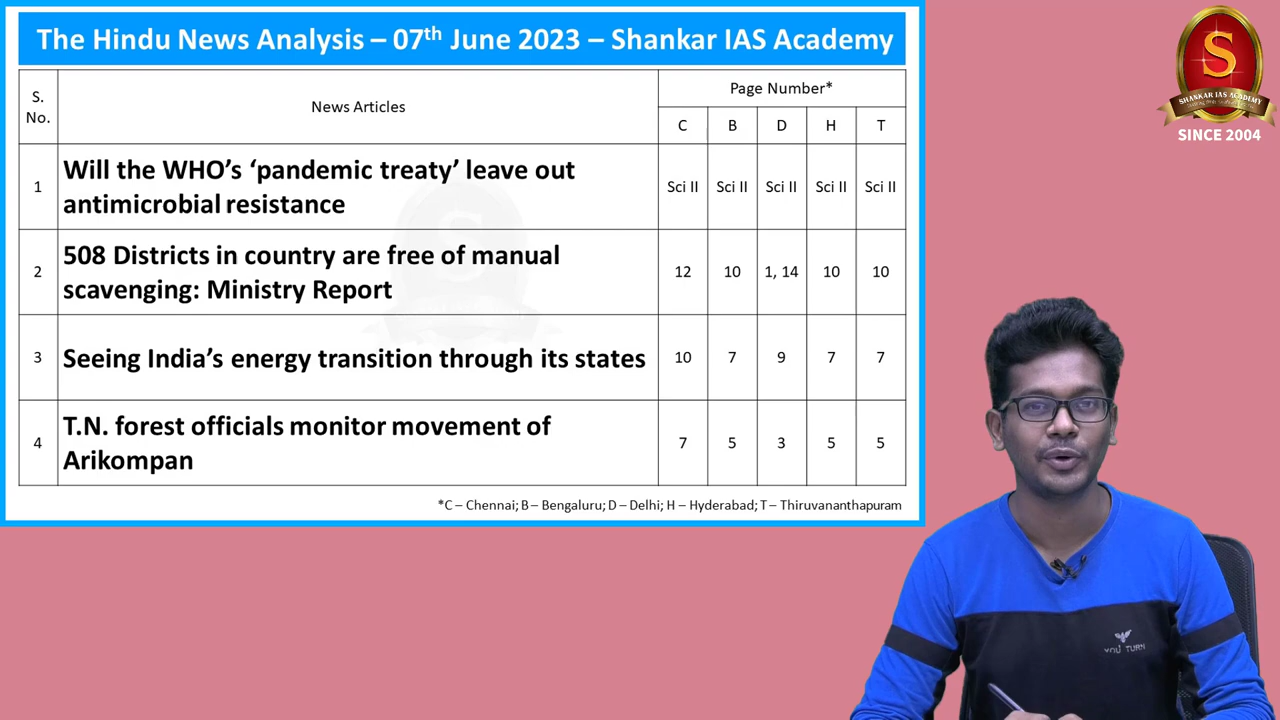 The Hindu News Analysis – 07th June 2023 – Shankar IAS Academy
S. No.
News Articles
Page Number*
C B D H T
1 Will the WHO’s ‘pandemic treaty’ leave out
antimicrobial resistance
Sci II Sci II Sci II Sci II Sci II
2 508 Districts in country are free of manual
scavenging: Ministry Report
12 10 1, 14 10 10
3 Seeing India’s energy transition through its states 10 7 9 7 7
4 T.N. forest officials monitor movement of
Arikompan
7 5 3 5 5
*C – Chennai; B – Bengaluru; D – Delhi; H – Hyderabad; T – Thiruvananthapuram
S
SHANKAR IAS ACADEMY
SINCE 2004
YOU TURN